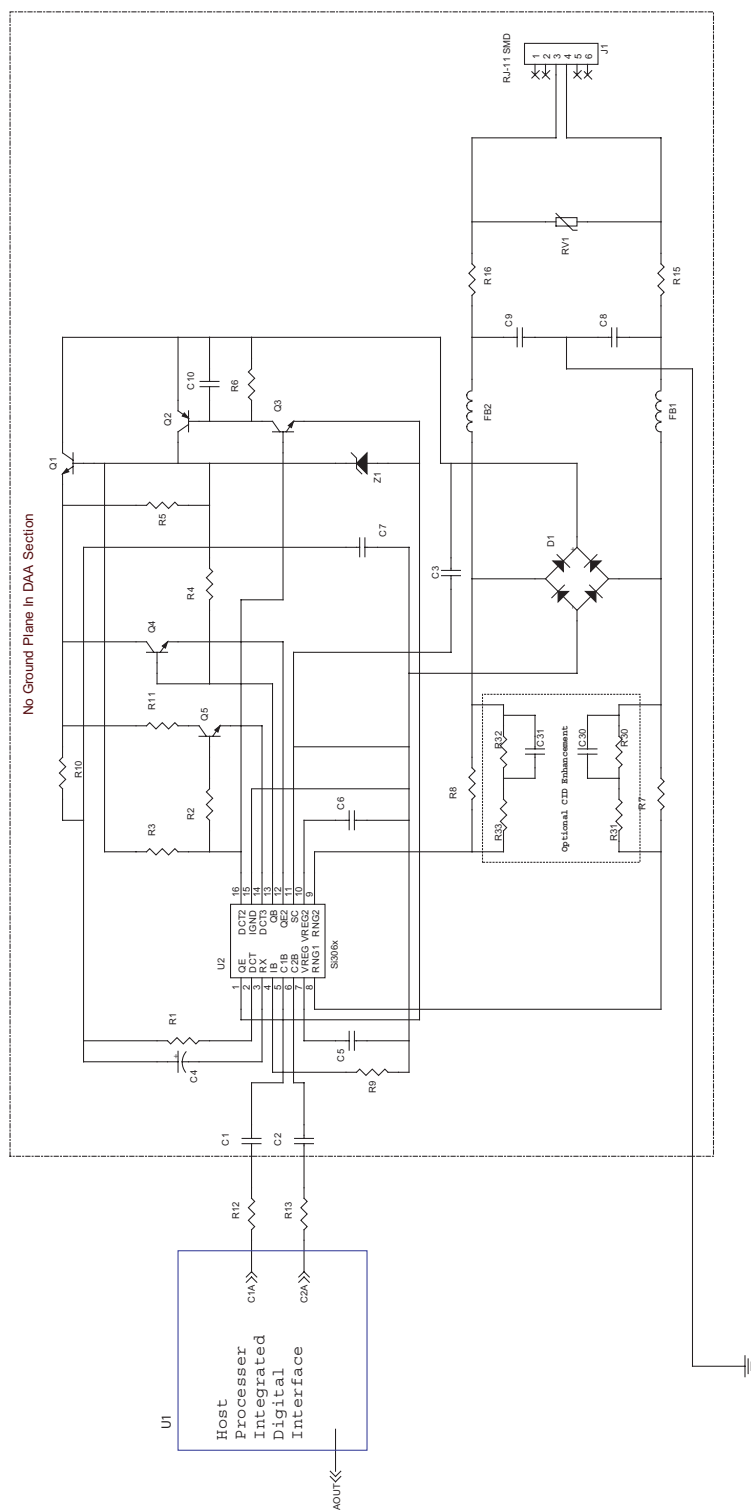 No Ground Plane In DAA Section
RJ-11 SMD
J1
1
2
3
4
5
6
RV1
R16
R15
C9
C8
FB2
FB1
Q1
Q2
C10
R6
Q3
Z1
R5
R4
C7
C3
D1
Q4
R11
Q5
R10
R3
R2
C6
R8
R7
R32
C31
R33
C30
R30
R31
Optional CID Enhancement
U2
Si306x
16
15
14
13
12
11
10
9
DCT2
IGND
DCT3
QB
QE2
SC
VREG2
RNG2
QE
DCT
RX
IB
C1B
C2B
VREG
RNG1
1
2
3
4
5
6
7
8
R1
C4
+
C5
R9
C1
C2
R12
R13
C1A
C2A
U1
Host
Processer
Integrated
Digital
Interface
AOUT